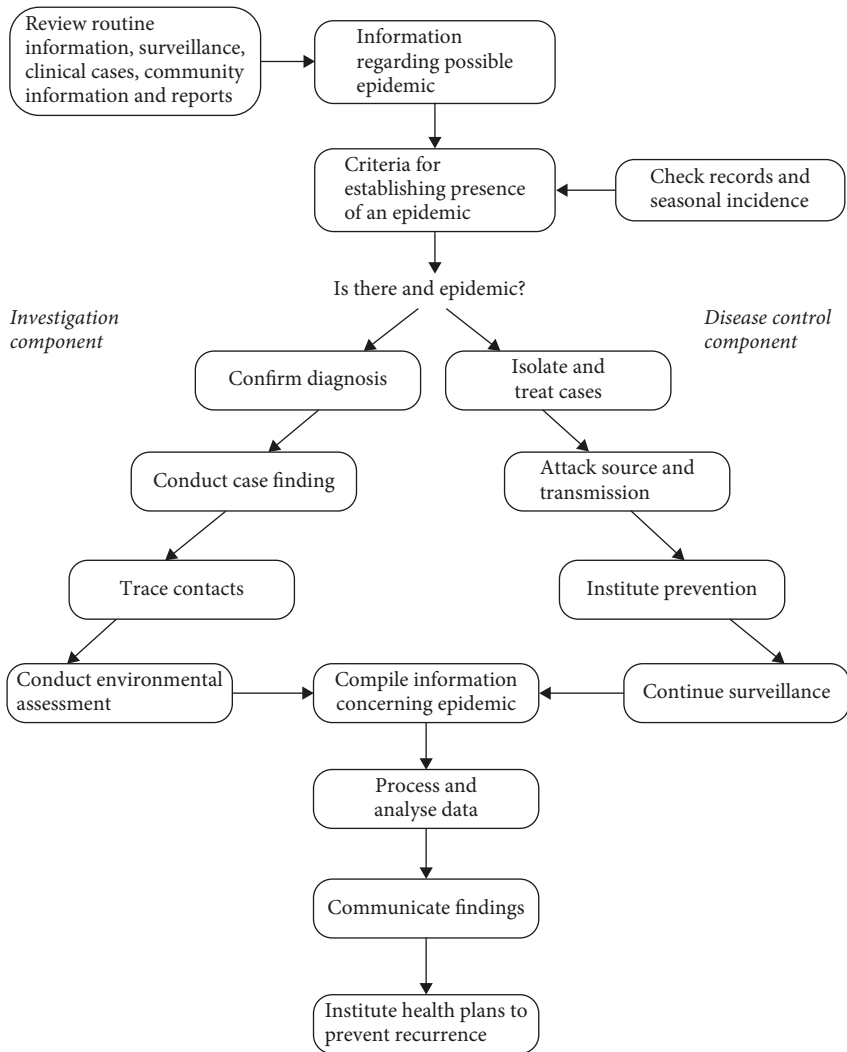 Review routine
information, surveillance,
clinical cases, community
information and reports
Information
regarding possible
epidemic
Criteria for
establishing presence
of an epidemic
Check records and
seasonal incidence
Is there and epidemic?
Investigation
component
Disease control
component
Confirm diagnosis
Isolate and
treat cases
Conduct case finding
Attack source and
transmission
Trace contacts
Institute prevention
Conduct environmental
assessment
Compile information
concerning epidemic
Continue surveillance
Process and
analyse data
Communicate findings
Institute health plans to
prevent recurrence